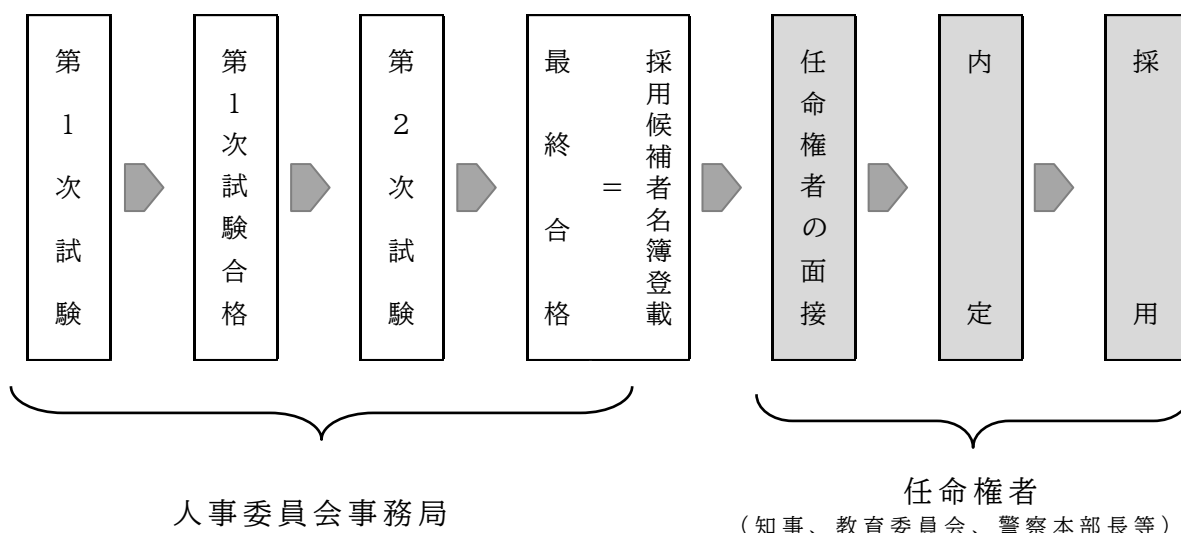 第1次試験
第1次試験合格
第2次試験
最終合格
=
採用候補者名簿登載
任命権者の面接
内定
採用
人事委員会事務局
任命権者
（知事、教育委員会、警察本部長等）